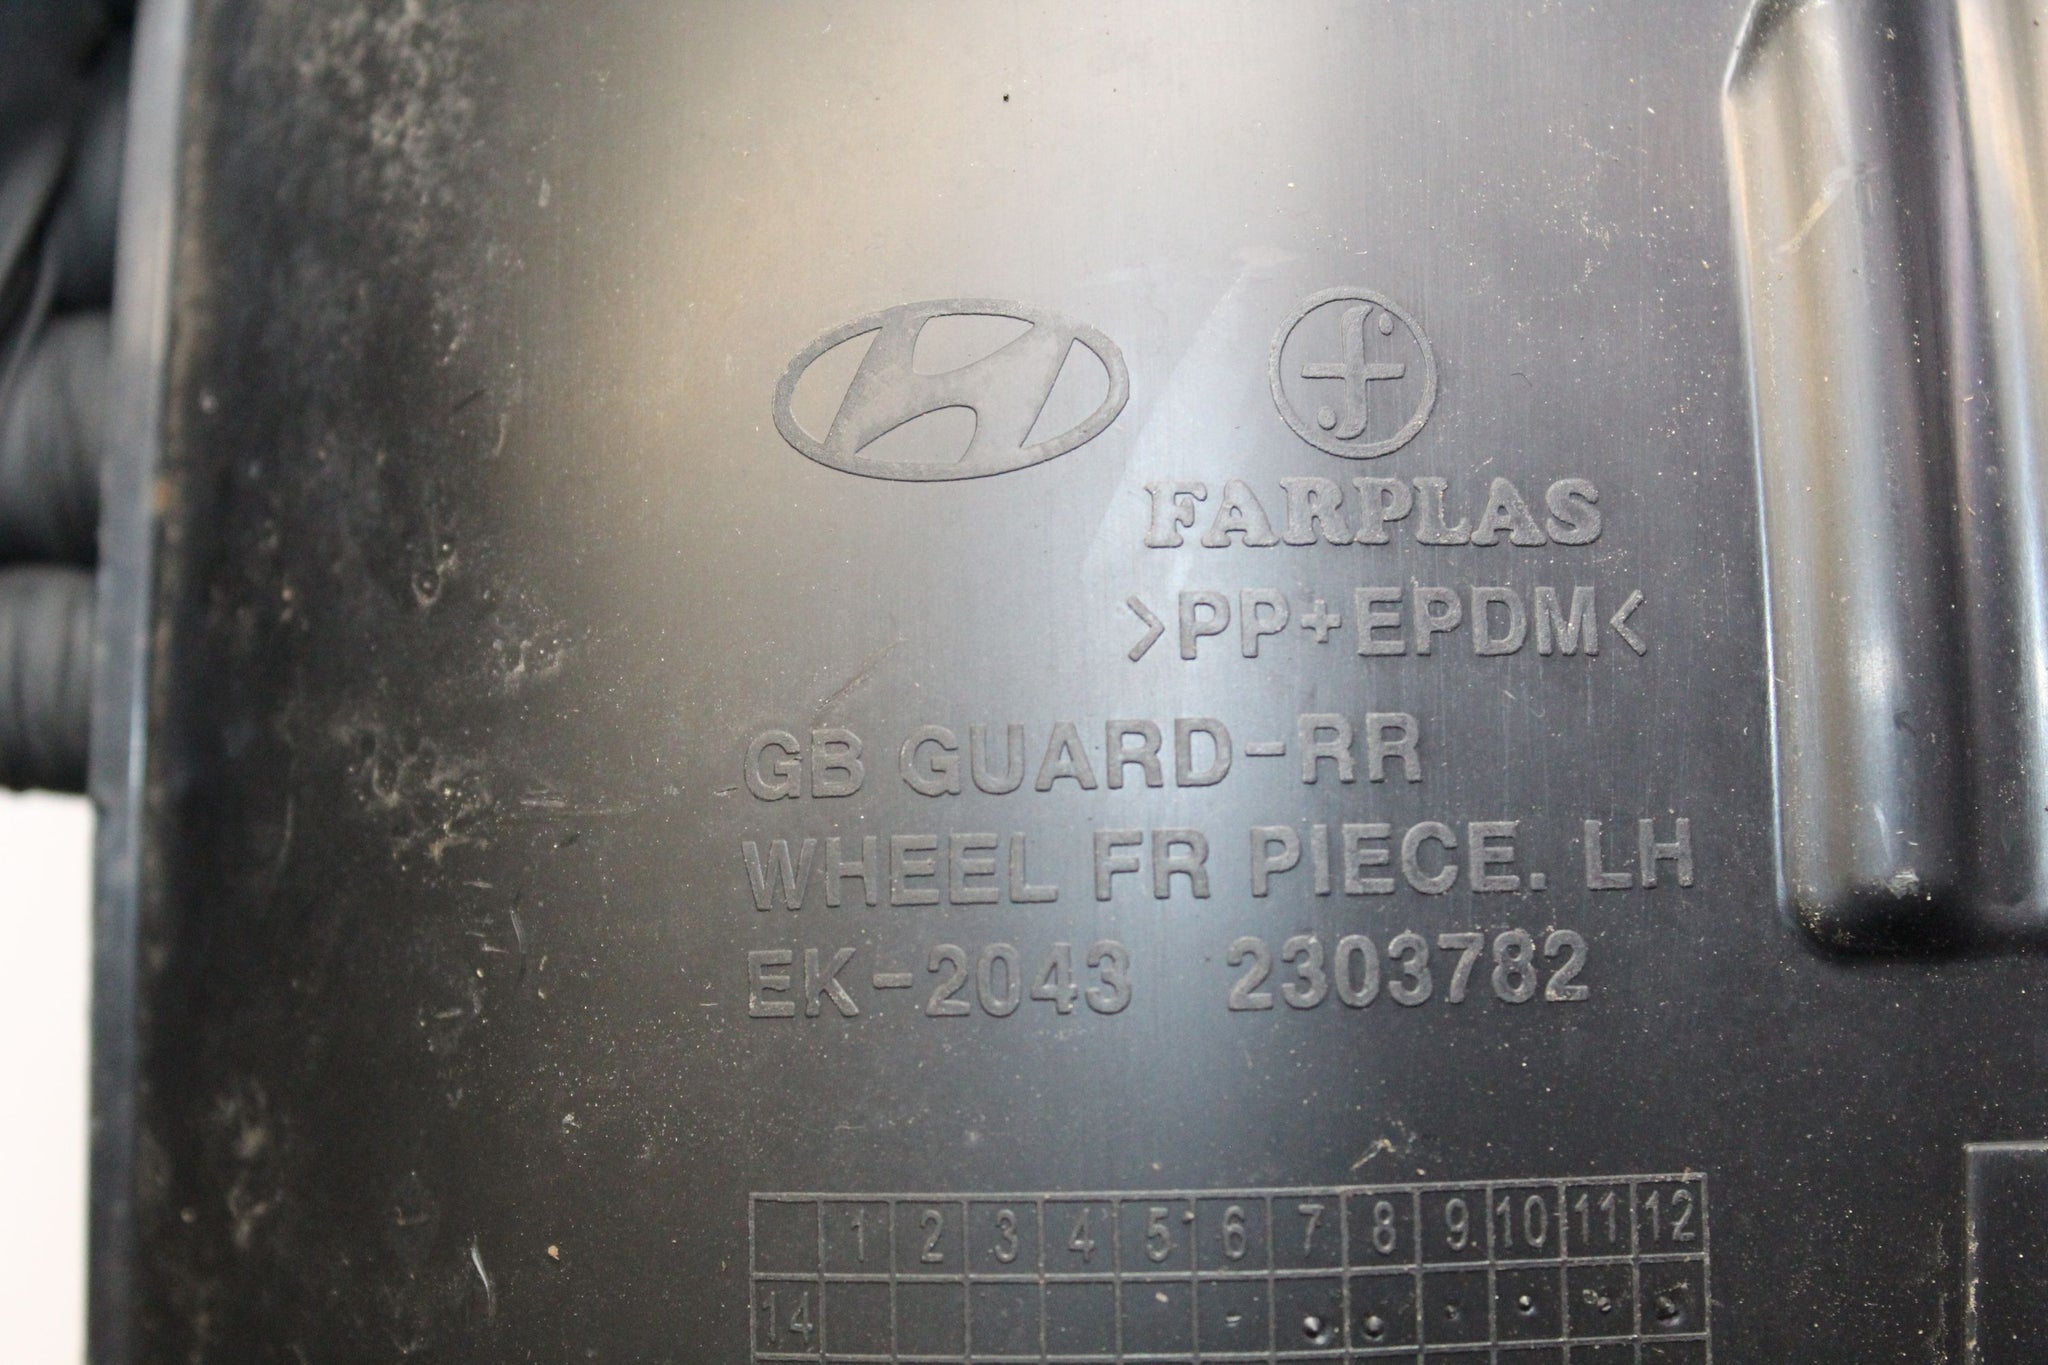 FARPLAS
>PP+EPDM<
GB GUARD-RR
WHEEL FR PIECE. LH
EK-2043 2303782
1 2 3 4 5 6 7 8 9 10 11 12
14